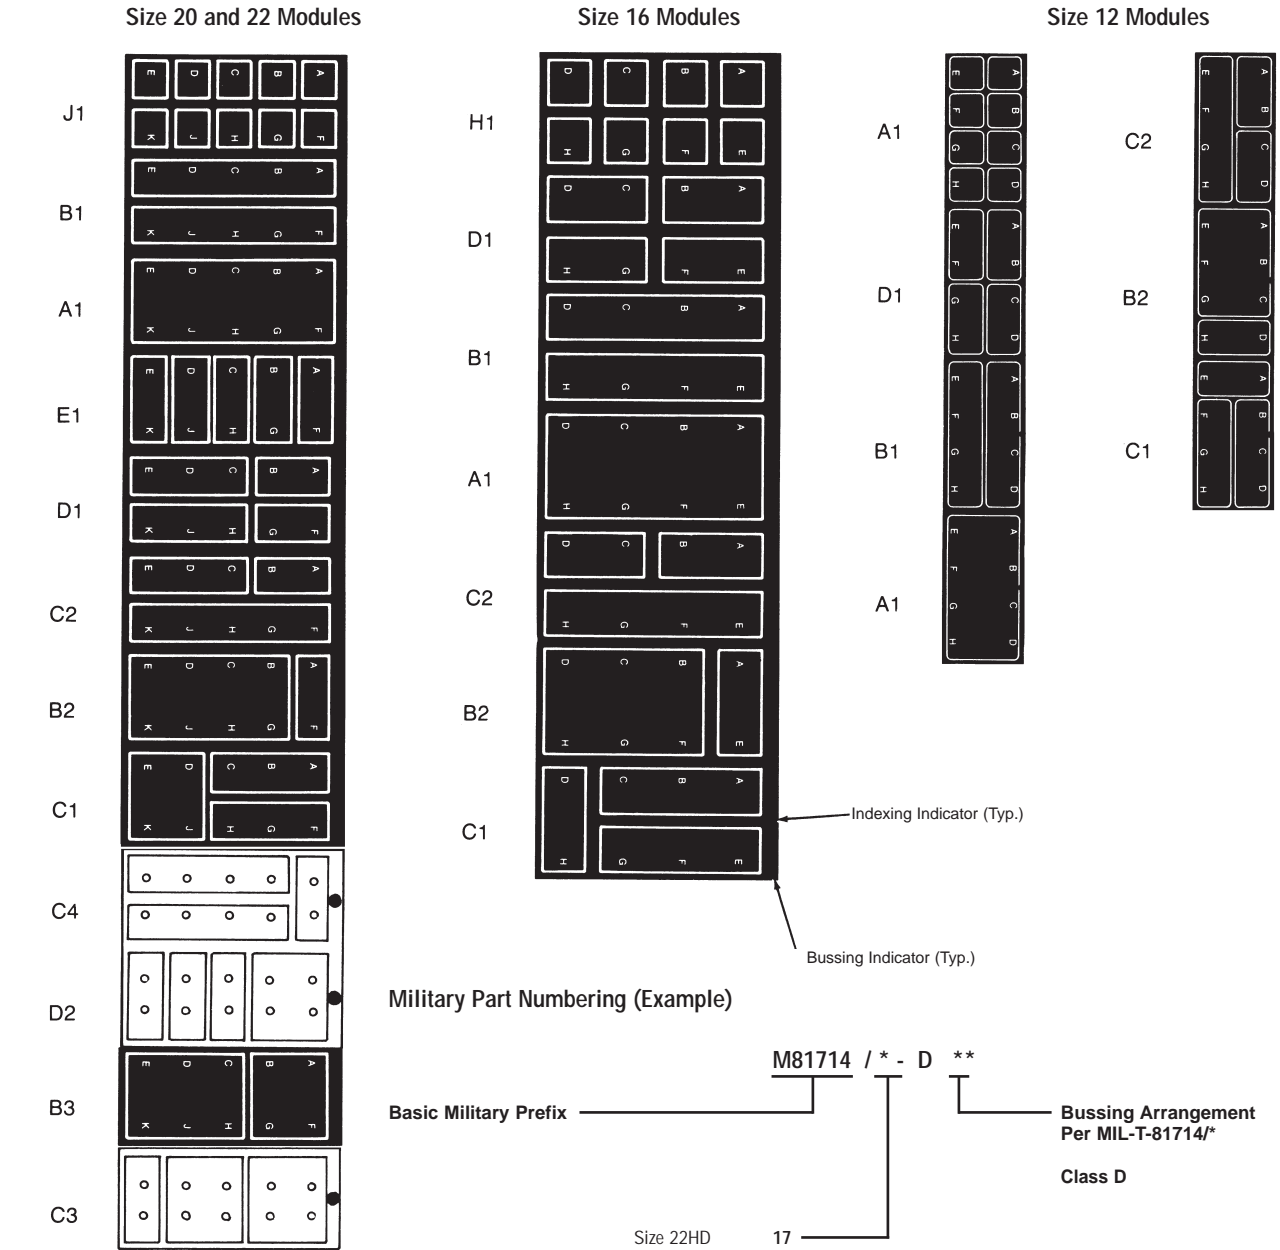 Size 20 and 22 Modules
J1
E D C B A
K J H G F
B1
E D C B A
K J H G F
A1
E D C B A
K J H G F
E1
E D C B A
K J H G F
D1
E D C B A
K J H G F
C2
E D C B A
K J H G F
B2
E D C B A
K J H G F
C1
E D C B A
K J H G F
C4
D2
B3
E D C B A
K J H G F
C3
Size 16 Modules
H1
D C B A
H G F E
D1
D C B A
H G F E
B1
D C B A
H G F E
A1
D C B A
H G F E
C2
D C B A
H G F E
B2
D C B A
H G F E
C1
D C B A
H G F E
Indexing Indicator (Typ.)
Bussing Indicator (Typ.)
Size 12 Modules
A1
E A
F B
G C
H D
D1
E A
F B
G C
H D
B1
E A
F B
G C
H D
A1
E A
F B
G C
H D
C2
E A
F B
G C
H D
B2
E A
F B
G C
H D
C1
E A
F B
G C
H D
Military Part Numbering (Example)
M81714 / * - D **
Basic Military Prefix
Bussing Arrangement
Per MIL-T-81714/*
Class D
Size 22HD 17